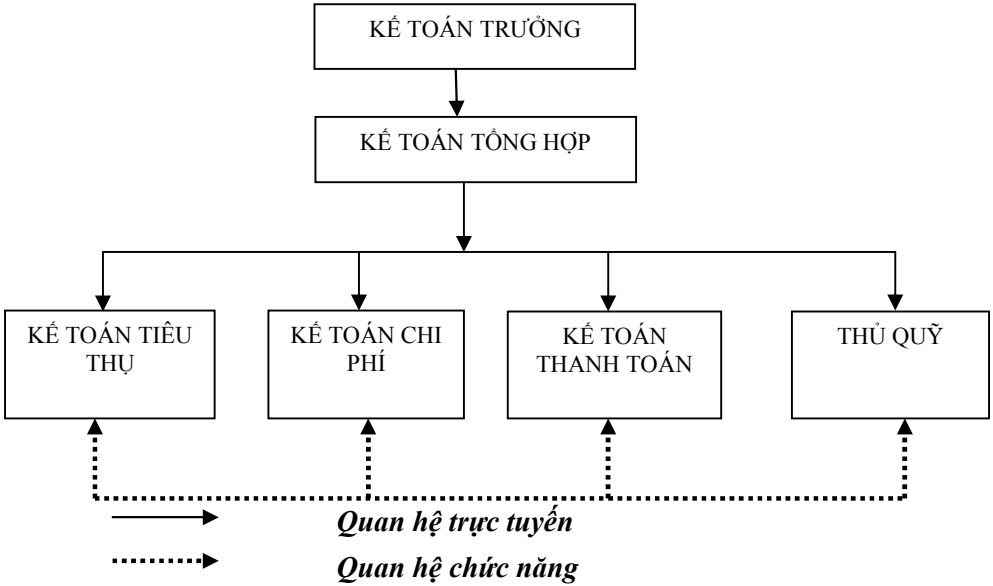 KẾ TOÁN TRƯỞNG
KẾ TOÁN TỔNG HỢP
KẾ TOÁN TIÊU
THỤ
KẾ TOÁN CHI
PHÍ
KẾ TOÁN
THANH TOÁN
THỦ QUỸ
Quan hệ trực tuyến
Quan hệ chức năng